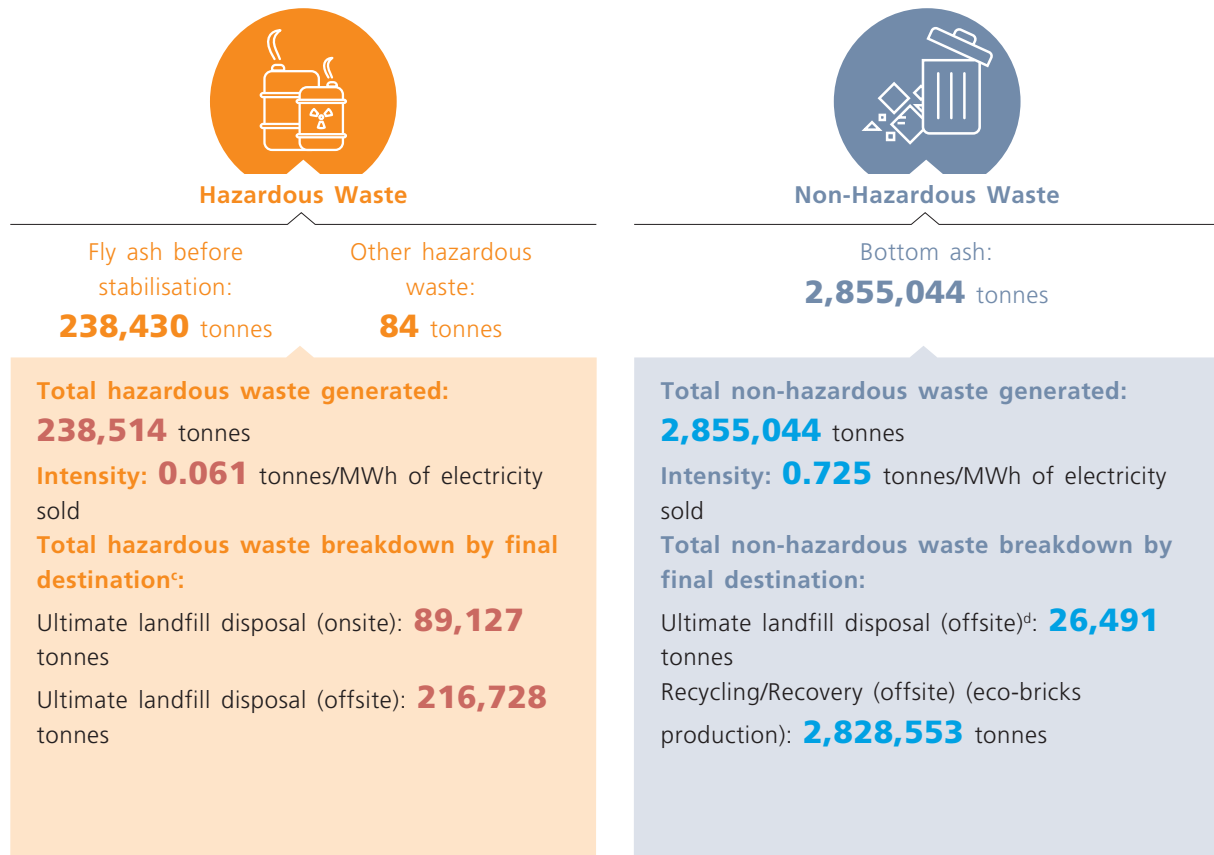 Hazardous Waste
Fly ash before
stabilisation:
238,430 tonnes
Other hazardous
waste:
84 tonnes
Total hazardous waste generated:
238,514 tonnes
Intensity: 0.061 tonnes/MWh of electricity
sold
Total hazardous waste breakdown by final
destinationᶜ:
Ultimate landfill disposal (onsite): 89,127
tonnes
Ultimate landfill disposal (offsite): 216,728
tonnes
Non-Hazardous Waste
Bottom ash:
2,855,044 tonnes
Total non-hazardous waste generated:
2,855,044 tonnes
Intensity: 0.725 tonnes/MWh of electricity
sold
Total non-hazardous waste breakdown by
final destination:
Ultimate landfill disposal (offsite)ᵈ: 26,491
tonnes
Recycling/Recovery (offsite) (eco-bricks
production): 2,828,553 tonnes